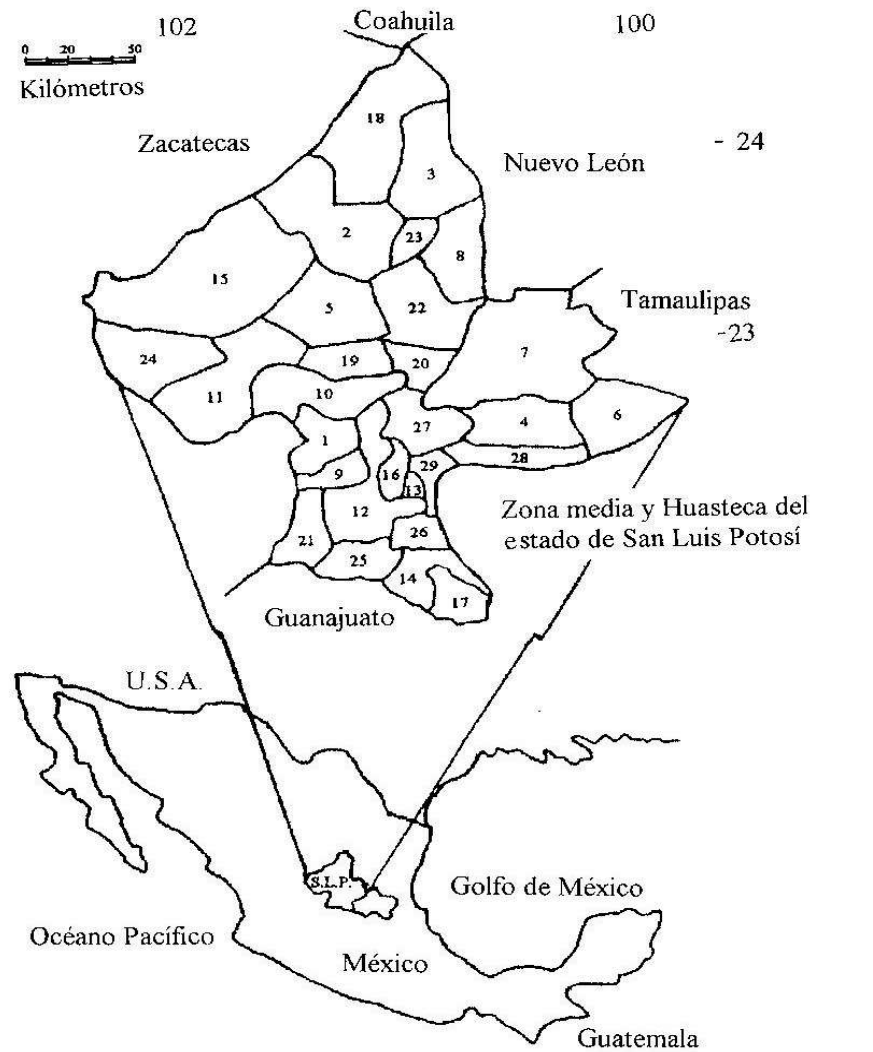 Coahuila
102
100
0 20 50
Kilómetros
18
Zacatecas
- 24
Nuevo León
3
2
23
8
15
Tamaulipas
5
22
-23
24
19
20
7
11
10
6
27
4
1
28
9
16
29
13
12
Zona media y Huasteca del
estado de San Luis Potosí
21
26
25
14
17
Guanajuato
U.S.A.
S.L.P.
Golfo de México
Océano Pacífico
México
Guatemala